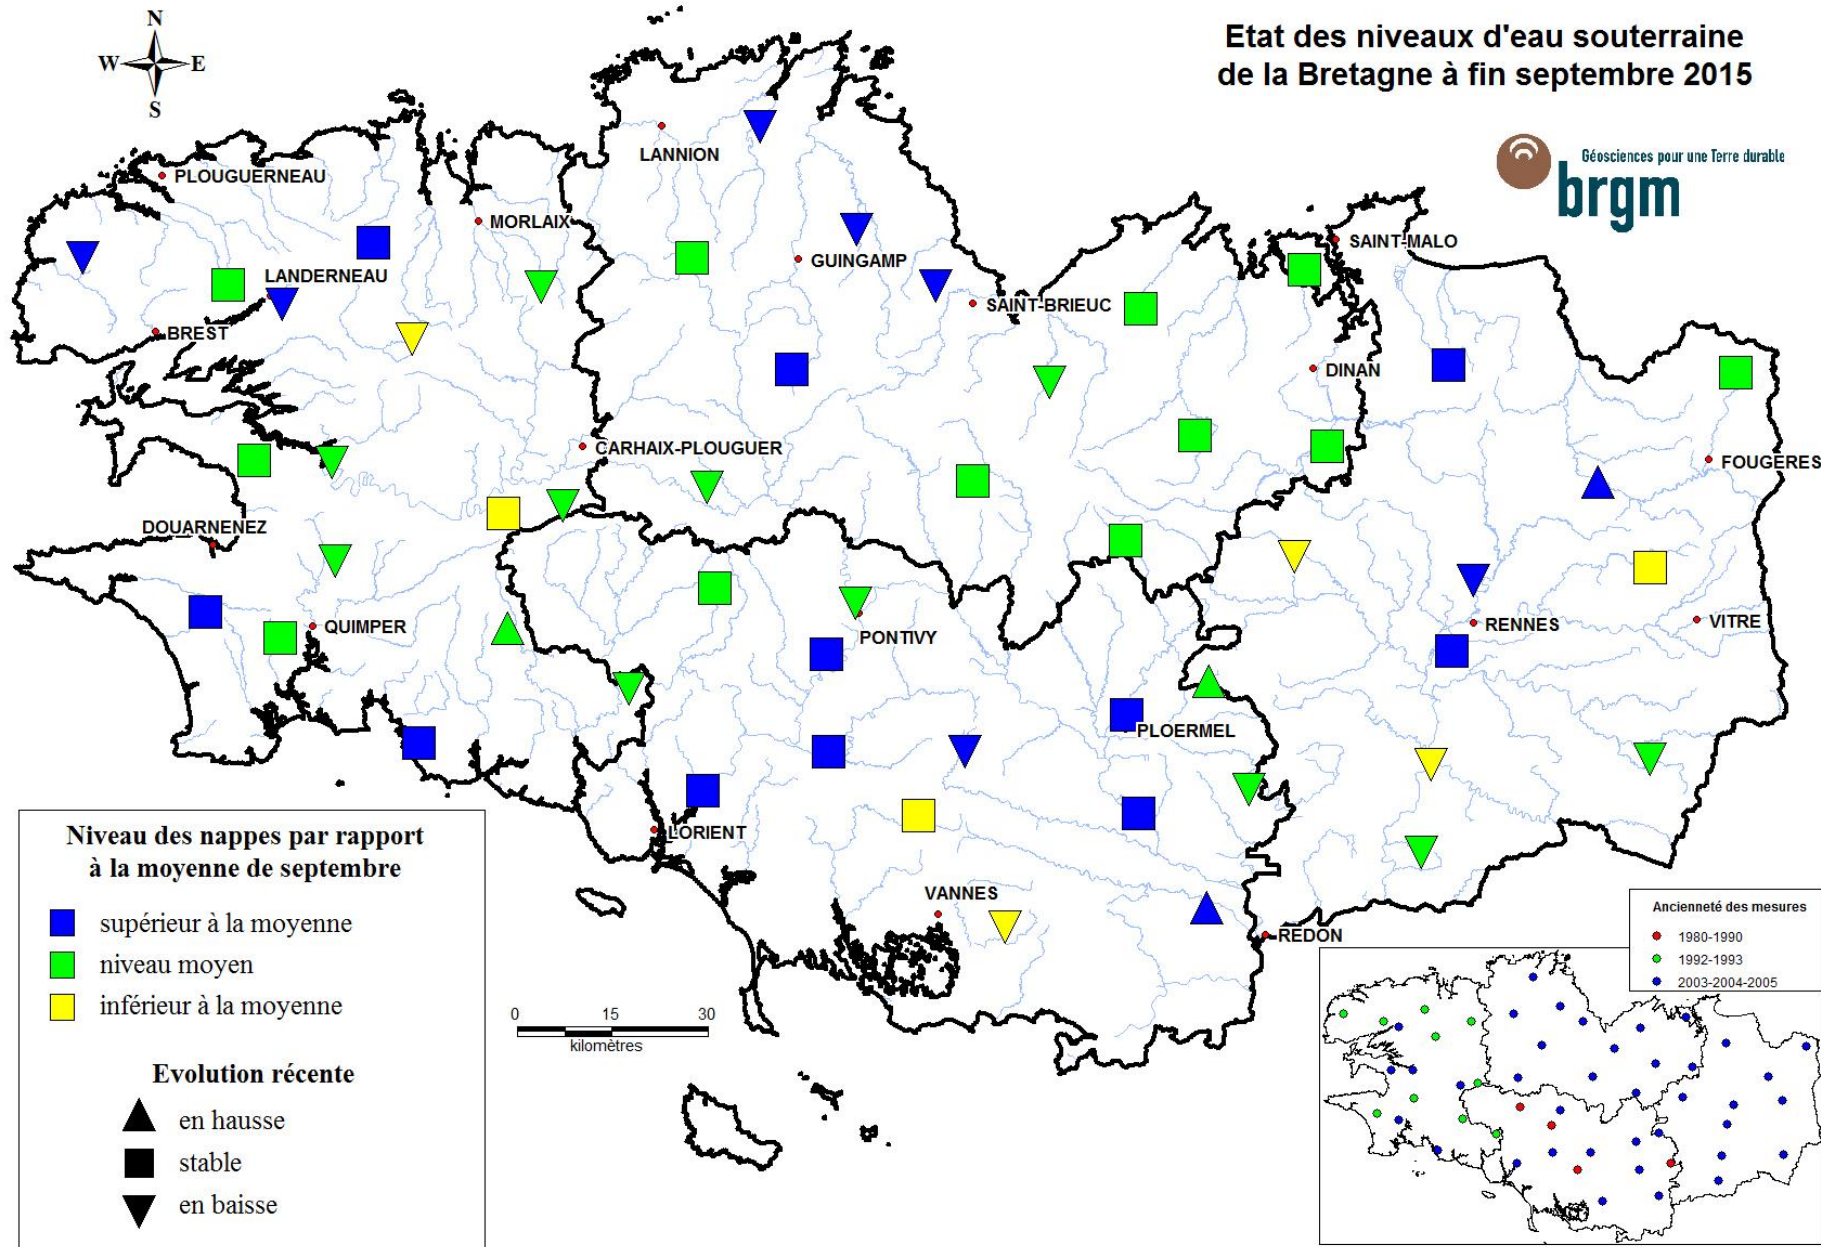 N
W E
S
Etat des niveaux d'eau souterraine
de la Bretagne à fin septembre 2015
Géosciences pour une Terre durable
brgm
LANNION
PLOUGUERNEAU
MORLAIX
SAINT-MALO
GUINGAMP
LANDERNEAU
SAINT-BRIEUC
BREST
DINAN
CARHAIX-PLOUGUER
FOUGERES
DOUARNENEZ
QUIMPER
PONTIVY
RENNES
VITRE
PLOERMEL
LORIENT
VANNES
REDON
Niveau des nappes par rapport
à la moyenne de septembre
supérieur à la moyenne
niveau moyen
inférieur à la moyenne
Evolution récente
en hausse
stable
en baisse
0 15 30
kilomètres
Ancienneté des mesures
1980-1990
1992-1993
2003-2004-2005